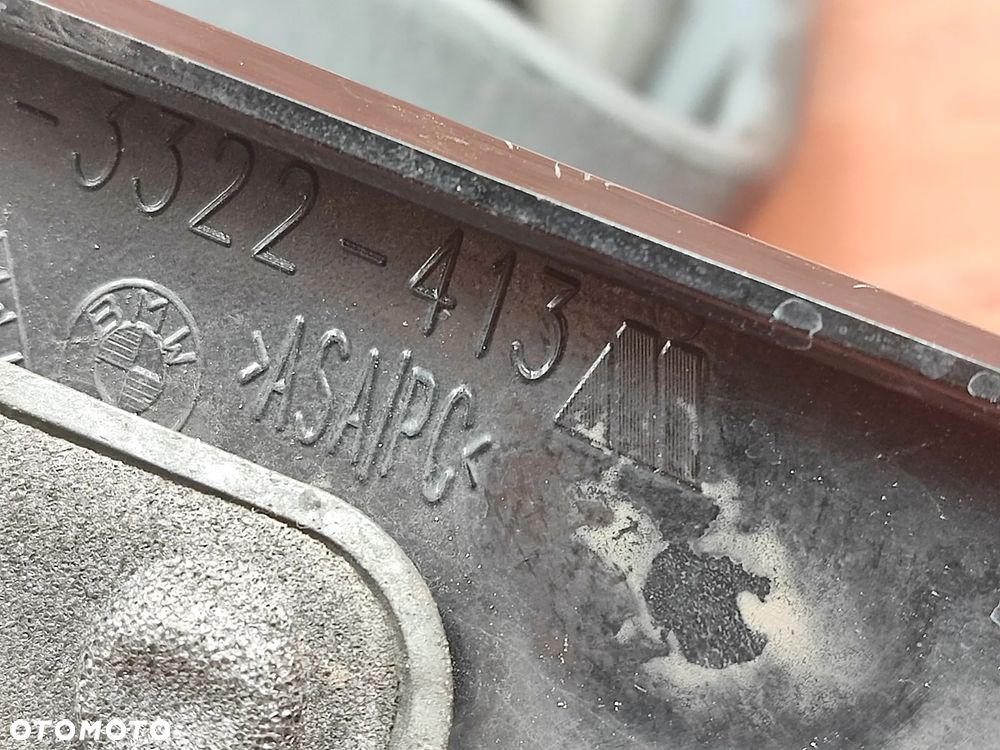 -3322-413
BMW
>ASA/PC<
OTOMOTO